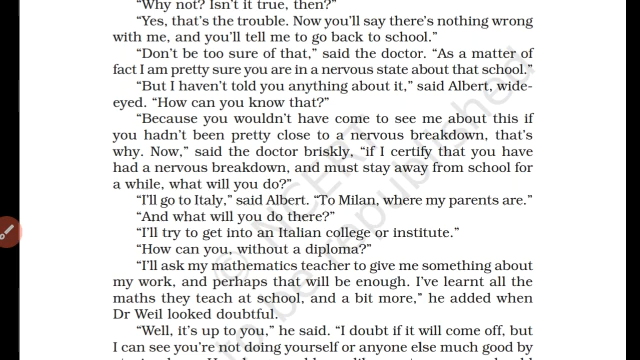 "Why not? Isn't it true, then?"
"Yes, that's the trouble. Now you'll say there's nothing wrong
with me, and you'll tell me to go back to school."
"Don't be too sure of that," said the doctor. "As a matter of
fact I am pretty sure you are in a nervous state about that school."
"But I haven't told you anything about it," said Albert, wide-
eyed. "How can you know that?"
"Because you wouldn't have come to see me about this if
you hadn't been pretty close to a nervous breakdown, that's
why. Now," said the doctor briskly, "if I certify that you have
had a nervous breakdown, and must stay away from school for
a while, what will you do?"
"I'll go to Italy," said Albert. "To Milan, where my parents are."
"And what will you do there?"
"I'll try to get into an Italian college or institute."
"How can you, without a diploma?"
"I'll ask my mathematics teacher to give me something about
my work, and perhaps that will be enough. I've learnt all the
maths they teach at school, and a bit more," he added when
Dr Weil looked doubtful.
"Well, it's up to you," he said. "I doubt if it will come off, but
I can see you're not doing yourself or anyone else much good by
© NCERT
to be republished